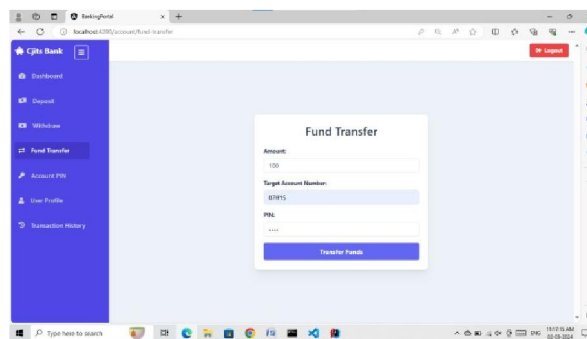 BankingPortal
localhost:4200/account/fund-transfer
Cjits Bank
Logout
Dashboard
Deposit
Withdraw
Fund Transfer
Account PIN
User Profile
Transaction History
Fund Transfer
Amount:
100
Target Account Number:
PIN:
....
Transfer Funds
Type here to search
ENG